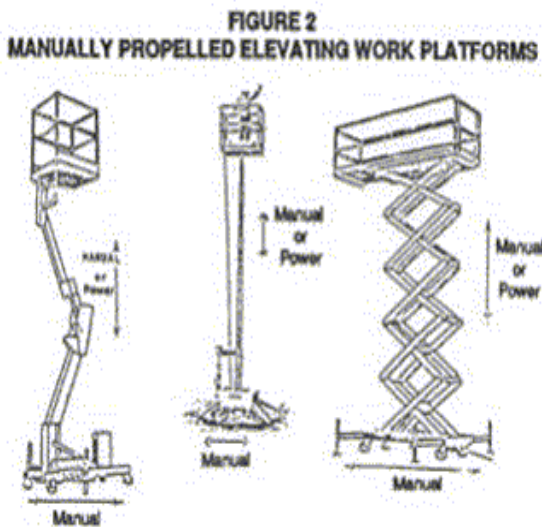 FIGURE 2
MANUALLY PROPELLED ELEVATING WORK PLATFORMS
MANUAL
or
Power
Manual
Manual
or
Power
Manual
Manual
or
Power
Manual